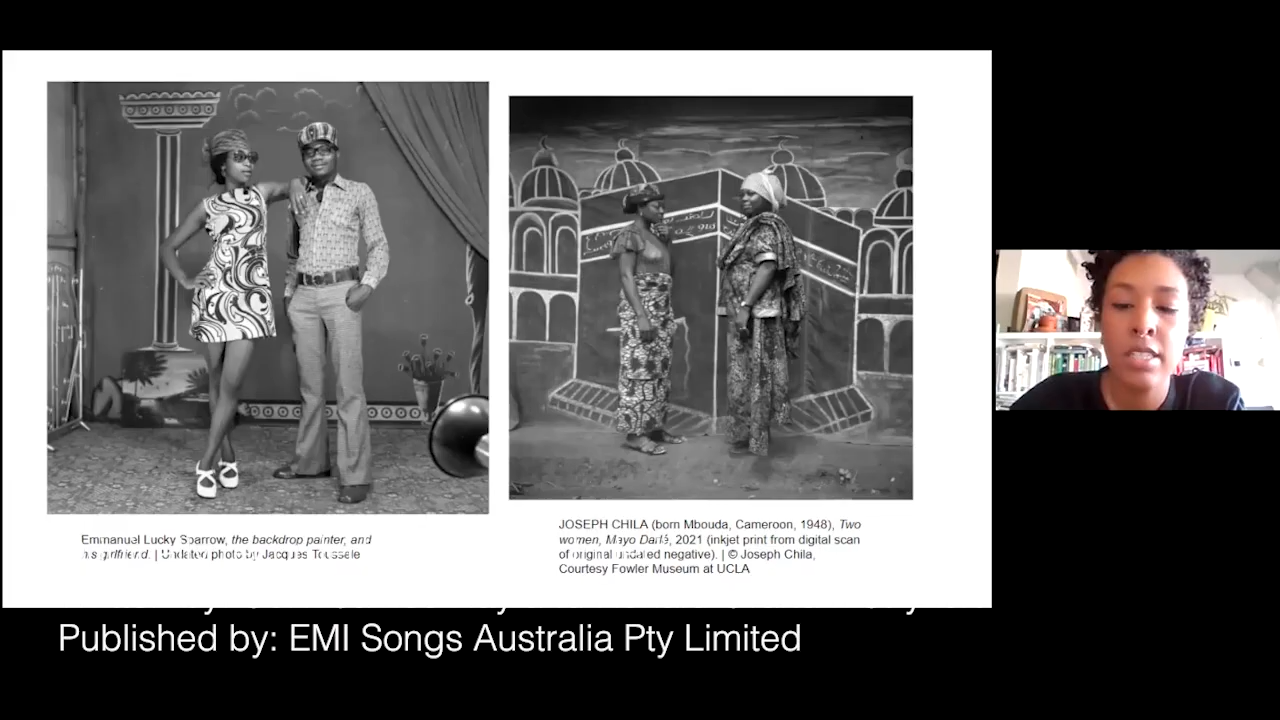 Emmanuel Lucky Sparrow, the backdrop painter, and
his girlfriend. | Undated photo by Jacques Toussele
JOSEPH CHILA (born Mbouda, Cameroon, 1948), Two
women, Mayo Darlé, 2021 (inkjet print from digital scan
of original undated negative). | © Joseph Chila,
Courtesy Fowler Museum at UCLA
Published by: EMI Songs Australia Pty Limited